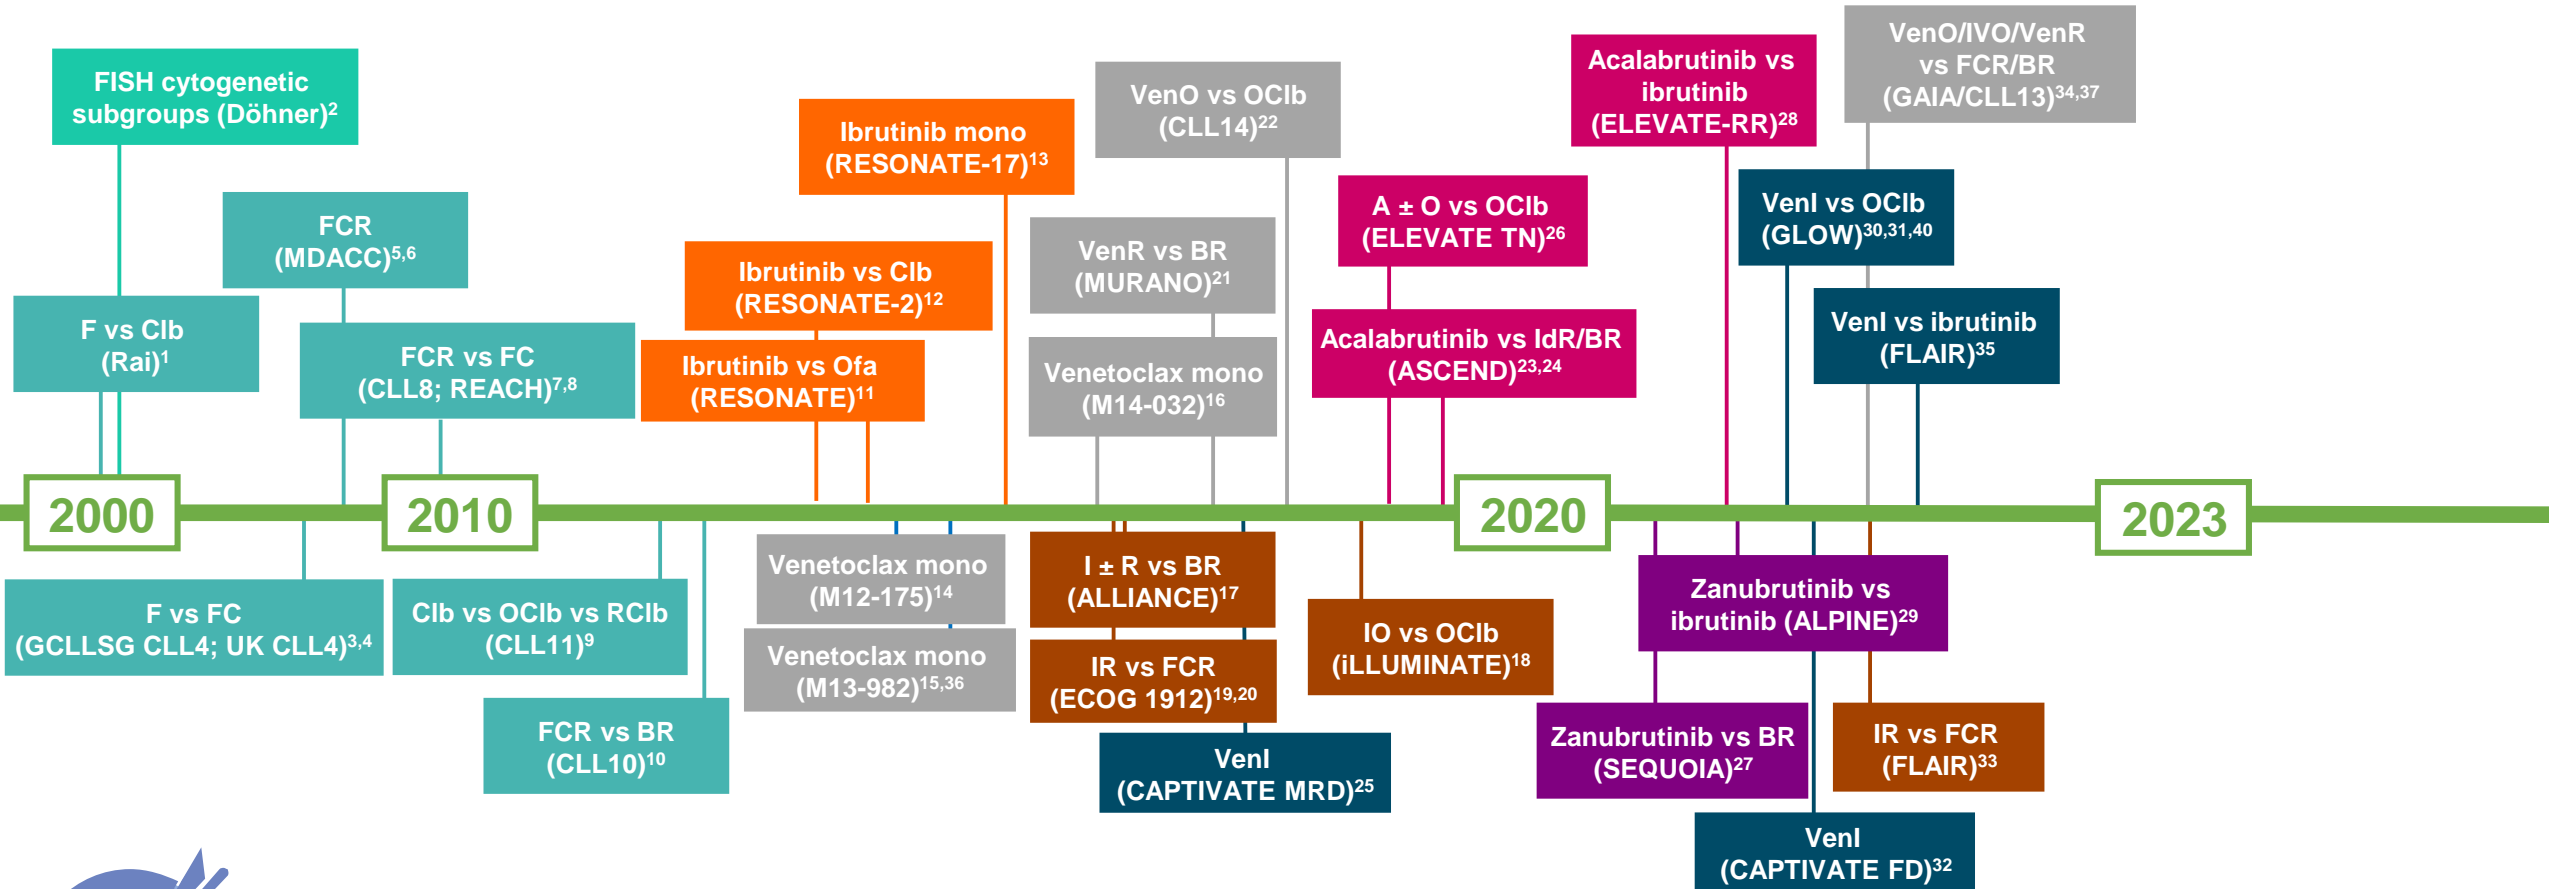 FISH cytogenetic
subgroups (Döhner)2
F vs Clb
(Rai)1
FCR
(MDACC)5,6
FCR vs FC
(CLL8; REACH)7,8
Ibrutinib mono
(RESONATE-17)13
Ibrutinib vs Clb
(RESONATE-2)12
Ibrutinib vs Ofa
(RESONATE)11
VenO vs OClb
(CLL14)22
VenR vs BR
(MURANO)21
Venetoclax mono
(M14-032)16
A ± O vs OClb
(ELEVATE TN)26
Acalabrutinib vs IdR/BR
(ASCEND)23,24
Acalabrutinib vs
ibrutinib
(ELEVATE-RR)28
VenO/IVO/VenR
vs FCR/BR
(GAIA/CLL13)34,37
VenI vs OClb
(GLOW)30,31,40
VenI vs ibrutinib
(FLAIR)35
2000
2010
2020
2023
F vs FC
(GCLLSG CLL4; UK CLL4)3,4
Clb vs OClb vs RClb
(CLL11)9
FCR vs BR
(CLL10)10
Venetoclax mono
(M12-175)14
Venetoclax mono
(M13-982)15,36
I ± R vs BR
(ALLIANCE)17
IR vs FCR
(ECOG 1912)19,20
VenI
(CAPTIVATE MRD)25
IO vs OClb
(iLLUMINATE)18
Zanubrutinib vs
ibrutinib (ALPINE)29
Zanubrutinib vs BR
(SEQUOIA)27
IR vs FCR
(FLAIR)33
VenI
(CAPTIVATE FD)32